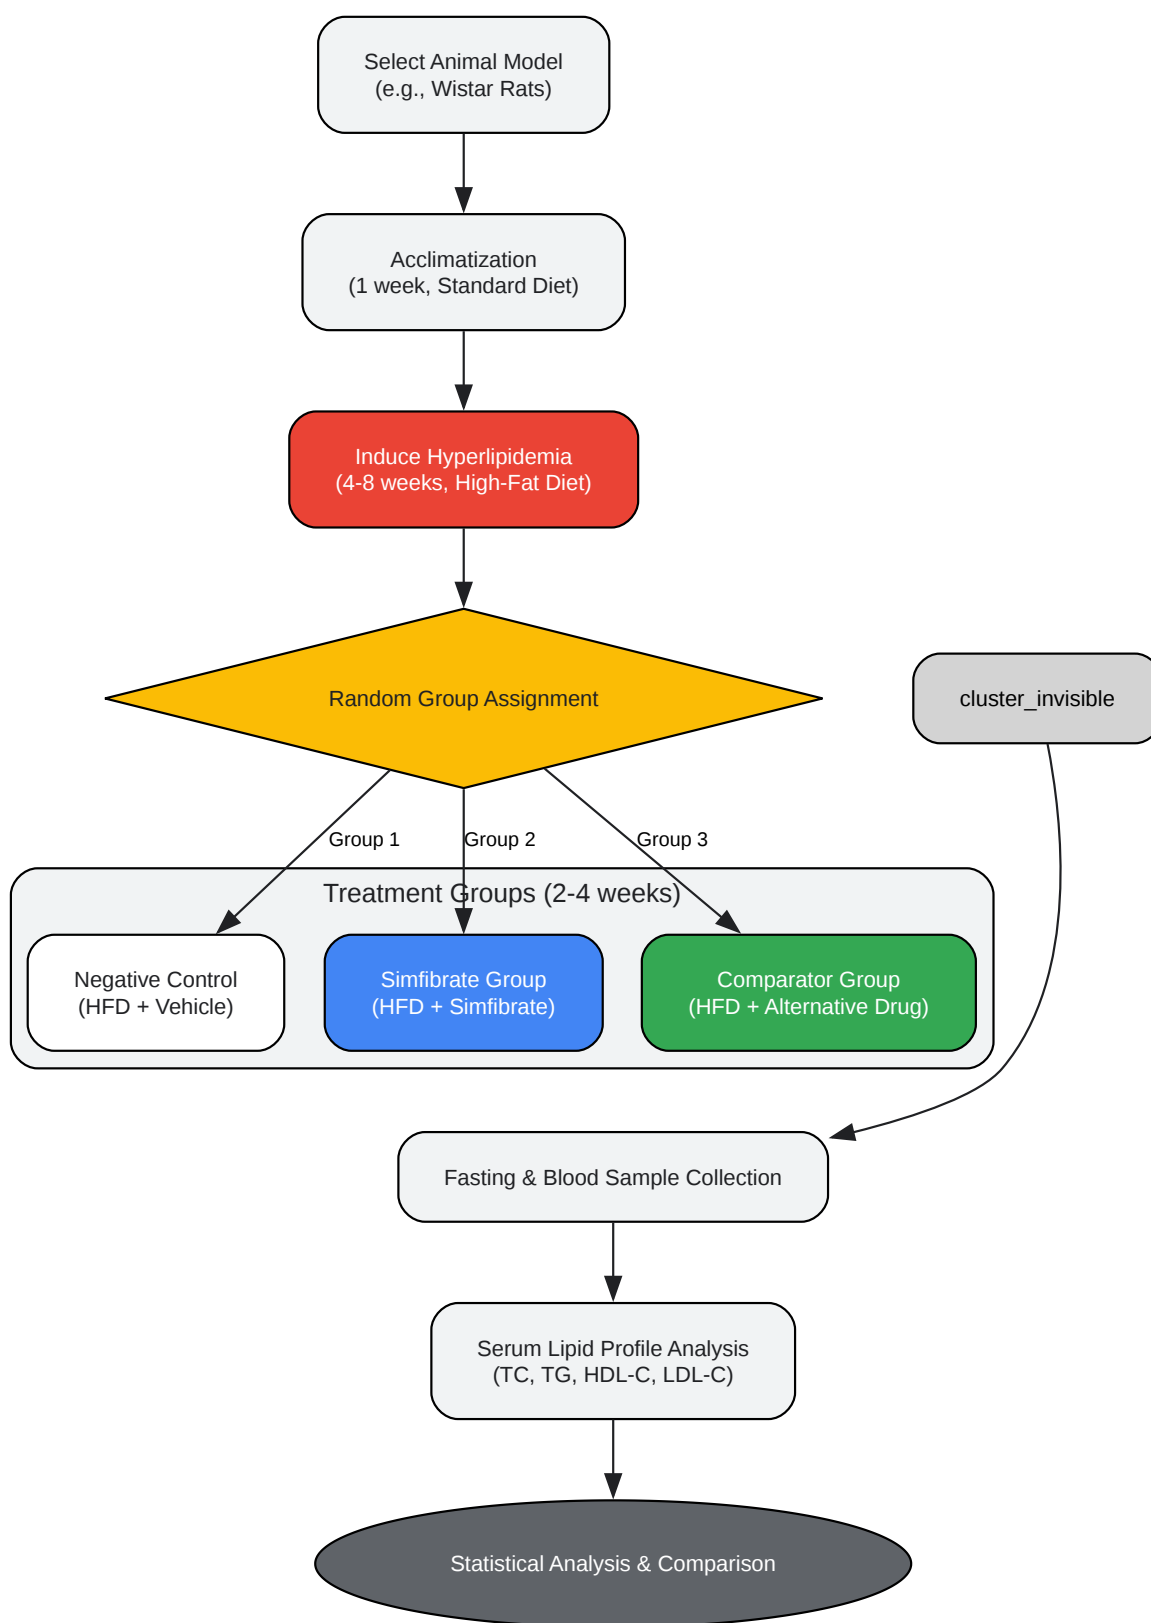 Select Animal Model
(e.g., Wistar Rats)
Acclimatization
(1 week, Standard Diet)
Induce Hyperlipidemia
(4-8 weeks, High-Fat Diet)
Random Group Assignment
cluster_invisible
Group 1
Group 2
Group 3
Treatment Groups (2-4 weeks)
Negative Control
(HFD + Vehicle)
Simfibrate Group
(HFD + Simfibrate)
Comparator Group
(HFD + Alternative Drug)
Fasting & Blood Sample Collection
Serum Lipid Profile Analysis
(TC, TG, HDL-C, LDL-C)
Statistical Analysis & Comparison